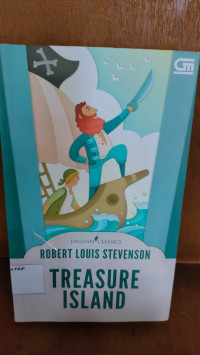 GM
ENGLISH CLASSICS
ROBERT LOUIS STEVENSON
TREASURE
ISLAND